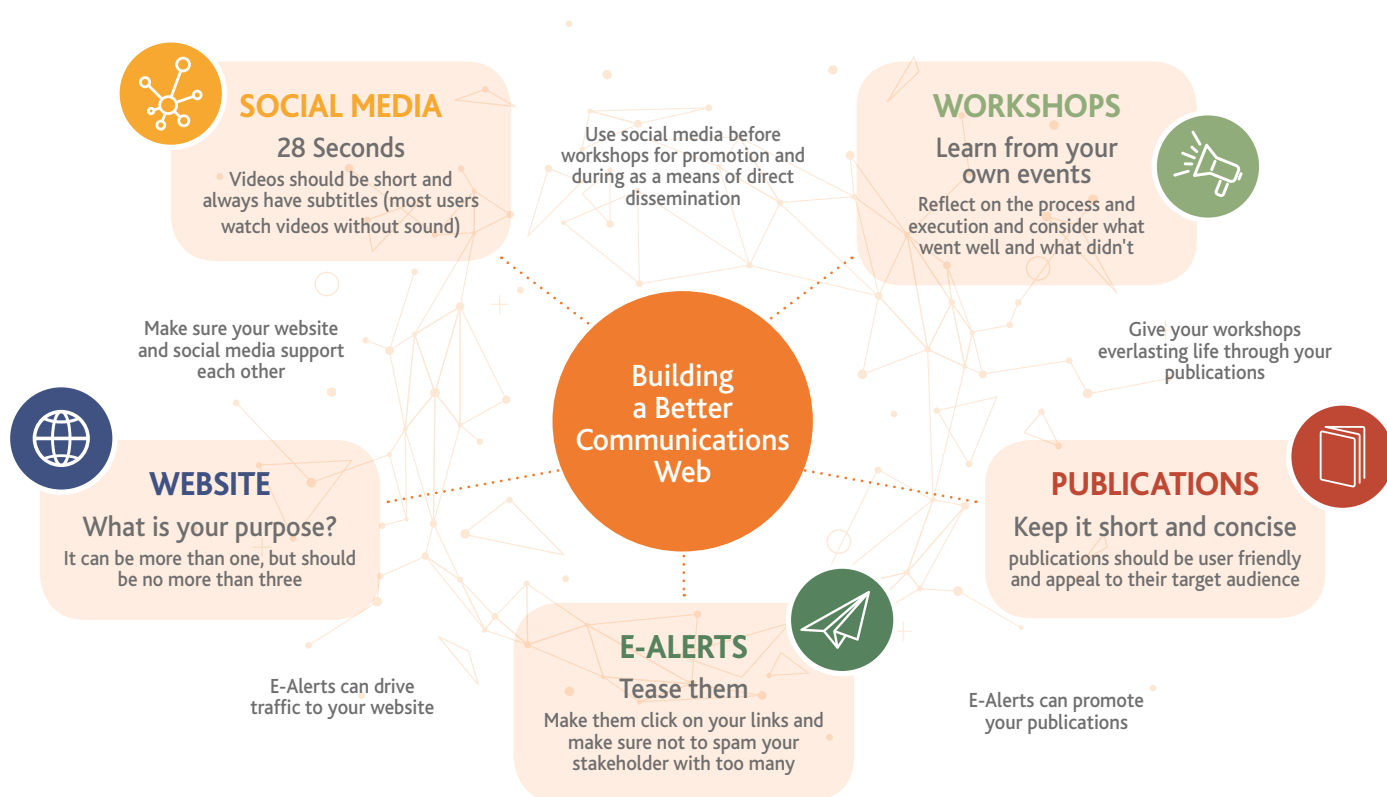 SOCIAL MEDIA
28 Seconds
Videos should be short and
always have subtitles (most users
watch videos without sound)
Use social media before
workshops for promotion and
during as a means of direct
dissemination
WORKSHOPS
Learn from your
own events
Reflect on the process and
execution and consider what
went well and what didn't
Make sure your website
and social media support
each other
Building
a Better
Communications
Web
Give your workshops
everlasting life through your
publications
WEBSITE
What is your purpose?
It can be more than one, but should
be no more than three
PUBLICATIONS
Keep it short and concise
publications should be user friendly
and appeal to their target audience
E-Alerts can drive
traffic to your website
E-ALERTS
Tease them
Make them click on your links and
make sure not to spam your
stakeholder with too many
E-Alerts can promote
your publications